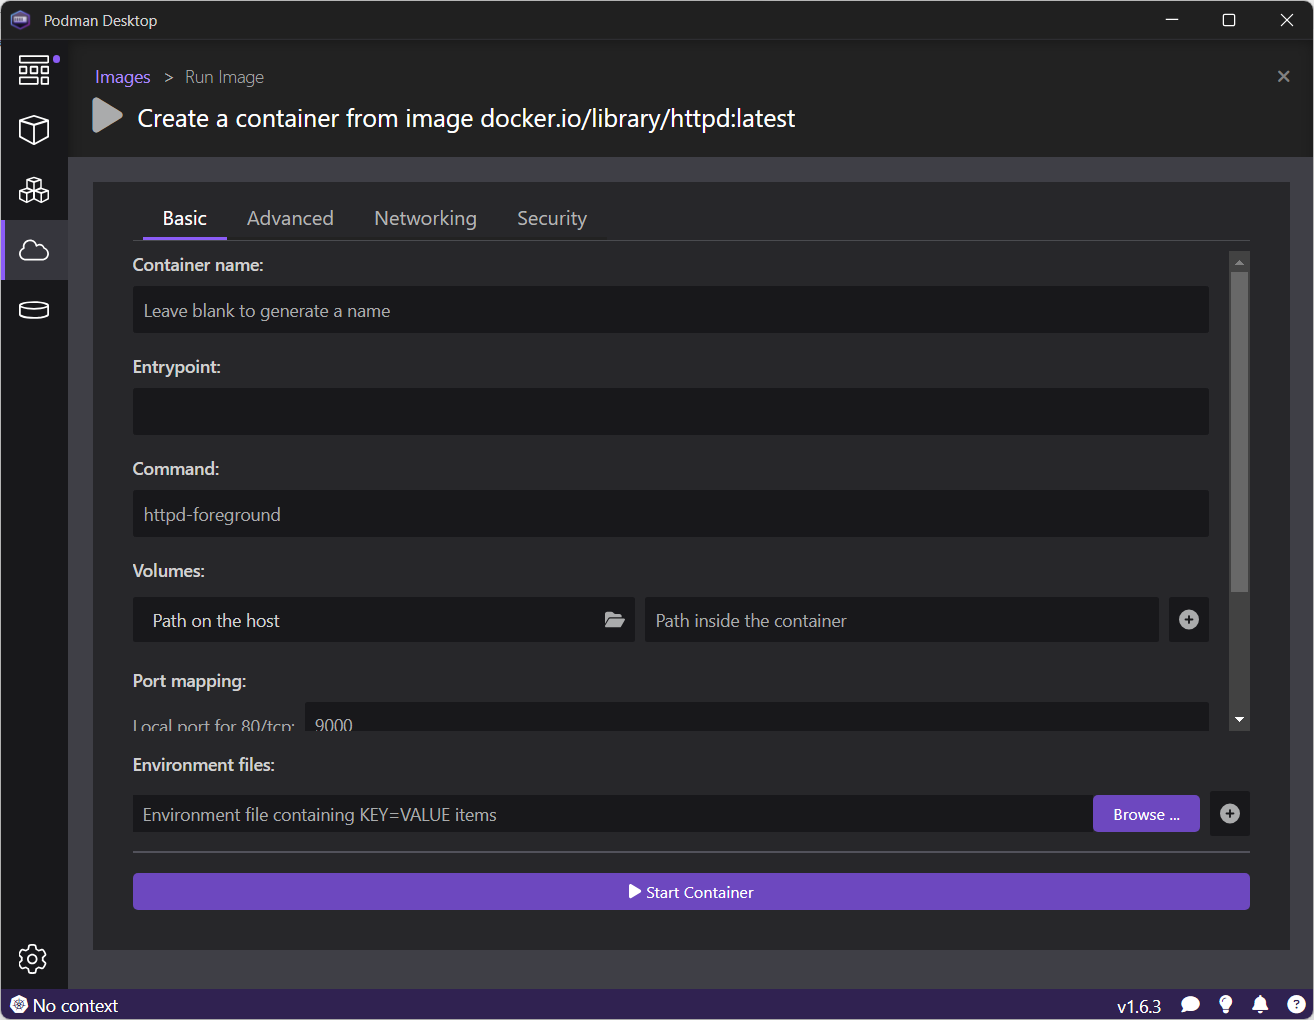 Podman Desktop
Images > Run Image
Create a container from image docker.io/library/httpd:latest
Basic Advanced Networking Security
Container name:
Leave blank to generate a name
Entrypoint:
Command:
httpd-foreground
Volumes:
Path on the host Path inside the container
Port mapping:
Local port for 80/tcp: 9000
Environment files:
Environment file containing KEY=VALUE items Browse ...
Start Container
No context v1.6.3